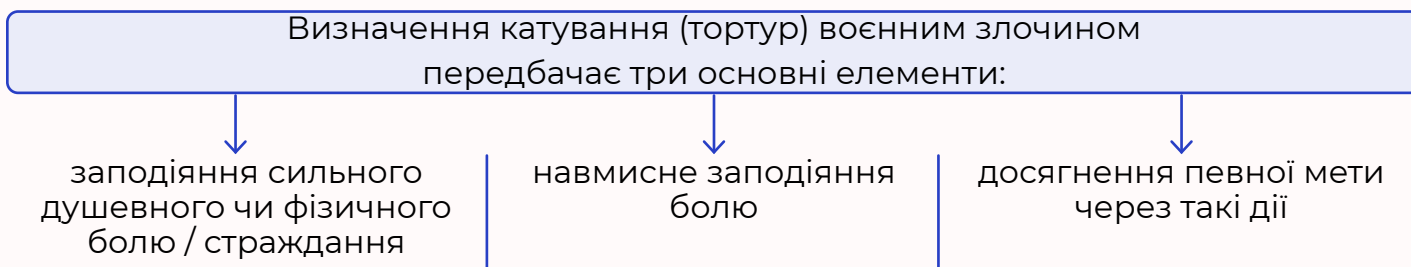 Визначення катування (тортур) воєнним злочином
передбачає три основні елементи:
заподіяння сильного
душевного чи фізичного
болю / страждання
навмисне заподіяння
болю
досягнення певної мети
через такі дії